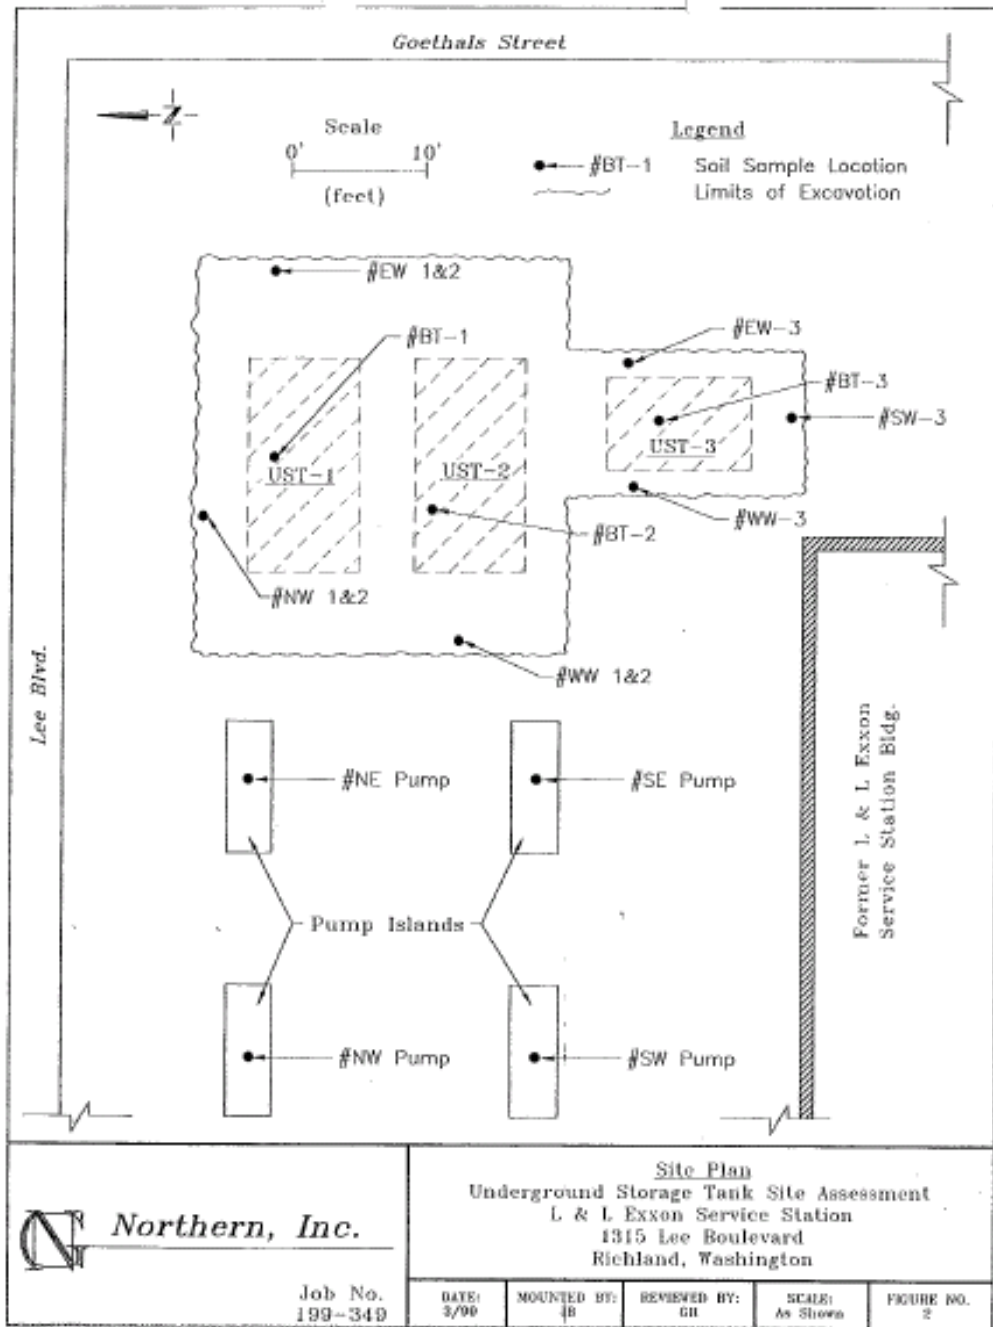 Goethals Street
Z
Scale
0' 10'
(feet)
Legend
#BT-1 Soil Sample Location
Limits of Excavation
#EW 1&2
#BT-1
#EW-3
#BT-3
#SW-3
UST-1
UST-2
UST-3
#WW-3
#BT-2
#NW 1&2
#WW 1&2
Lee Blvd.
#NE Pump
#SE Pump
Former L & L Exxon
Service Station Bldg.
Pump Islands
#NW Pump
#SW Pump
Northern, Inc.
Job No.
199-349
Site Plan
Underground Storage Tank Site Assessment
L & L Exxon Service Station
1315 Lee Boulevard
Richland, Washington
DATE:
3/90
MOUNTED BY:
REVIEWED BY:
GH
SCALE:
As Shown
FIGURE NO.
2